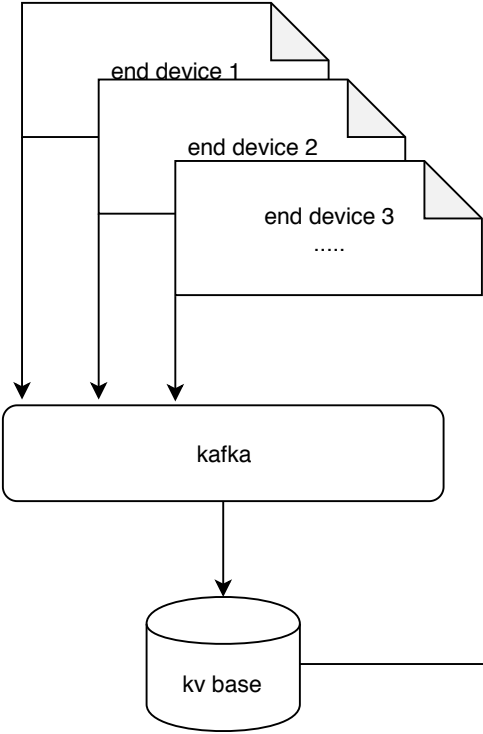 end device 1
end device 2
end device 3
.....
kafka
kv base